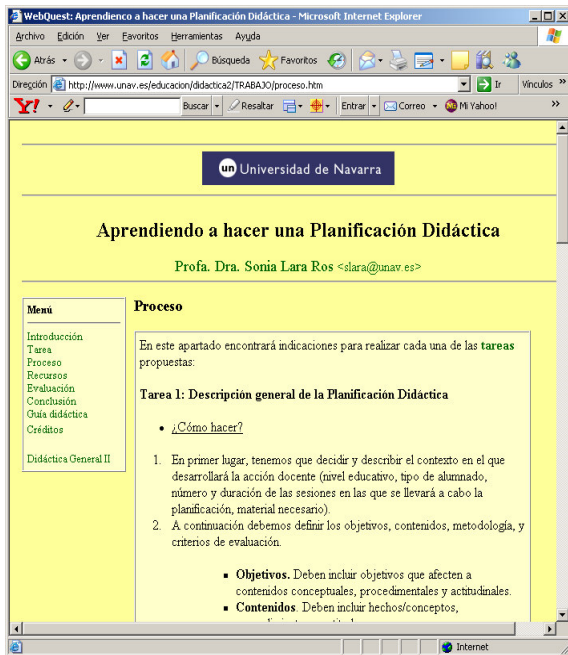 WebQuest: Aprendienco a hacer una Planificación Didáctica - Microsoft Internet Explorer
Archivo Edición Ver Favoritos Herramientas Ayuda
Atrás Búsqueda Favoritos
Dirección http://www.unav.es/educacion/didactica2/TRABAJO/proceso.htm Ir Vínculos »
Y! Buscar Resaltar Entrar Correo Mi Yahoo! »
un Universidad de Navarra
Aprendiendo a hacer una Planificación Didáctica
Profa. Dra. Sonia Lara Ros <slara@unav.es>
Menú
Introducción
Tarea
Proceso
Recursos
Evaluación
Conclusión
Guía didáctica
Créditos
Didáctica General II
Proceso
En este apartado encontrará indicaciones para realizar cada una de las tareas
propuestas:
Tarea 1: Descripción general de la Planificación Didáctica
• ¿Cómo hacer?
1. En primer lugar, tenemos que decidir y describir el contexto en el que
desarrollará la acción docente (nivel educativo, tipo de alumnado,
número y duración de las sesiones en las que se llevará a cabo la
planificación, material necesario).
2. A continuación debemos definir los objetivos, contenidos, metodología, y
criterios de evaluación.
▪ Objetivos. Deben incluir objetivos que afecten a
contenidos conceptuales, procedimentales y actitudinales.
▪ Contenidos. Deben incluir hechos/conceptos,
Internet